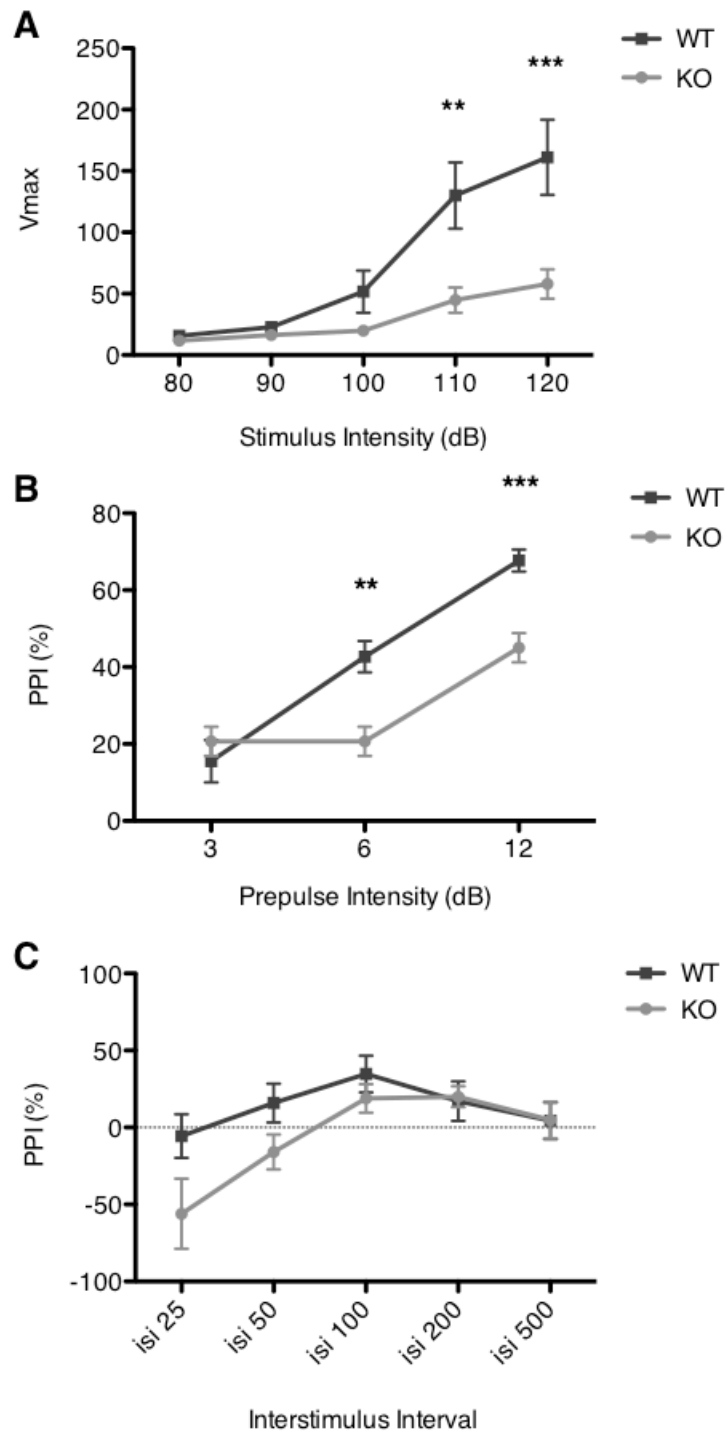 A
WT
KO
**
***
250
200
150
100
50
0
Vmax
80 90 100 110 120
Stimulus Intensity (dB)
B
WT
KO
**
***
80
60
40
20
0
PPI (%)
3 6 12
Prepulse Intensity (dB)
C
WT
KO
100
50
0
-50
-100
PPI (%)
isi 25 isi 50 isi 100 isi 200 isi 500
Interstimulus Interval